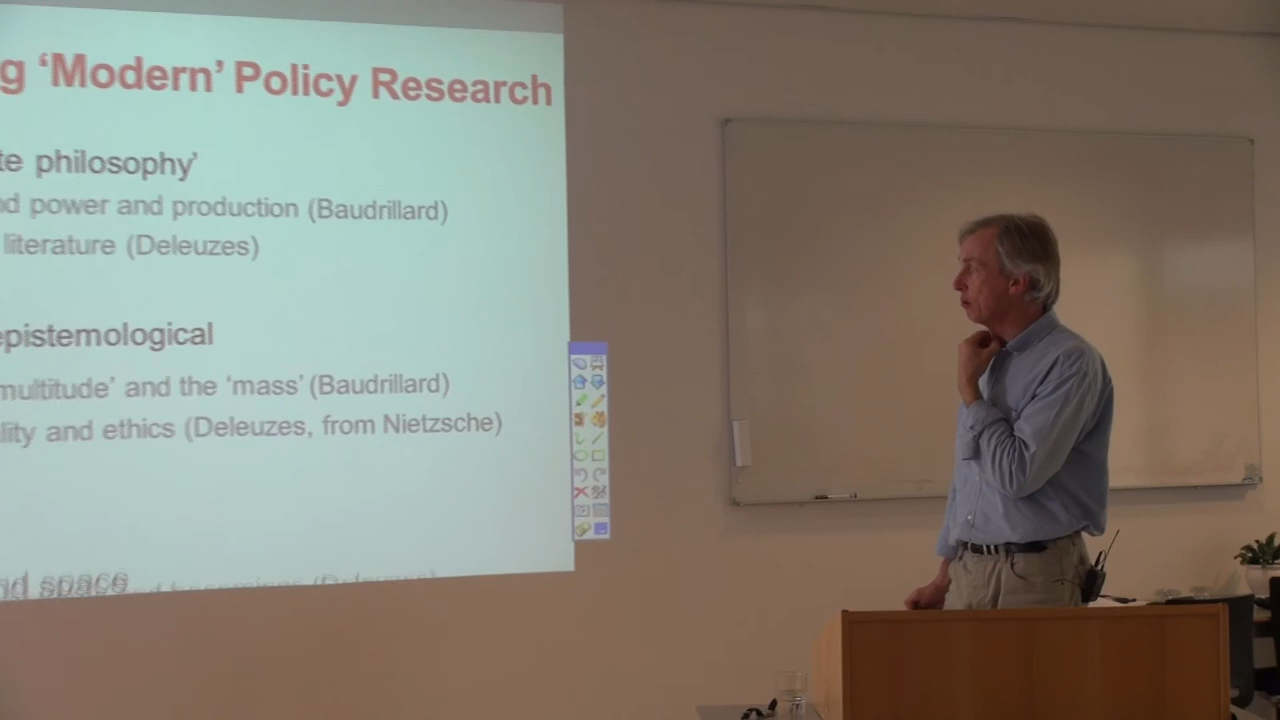 g ‘Modern’ Policy Research
te philosophy’
nd power and production (Baudrillard)
literature (Deleuzes)
epistemological
multitude’ and the ‘mass’ (Baudrillard)
lity and ethics (Deleuzes, from Nietzsche)
nd space